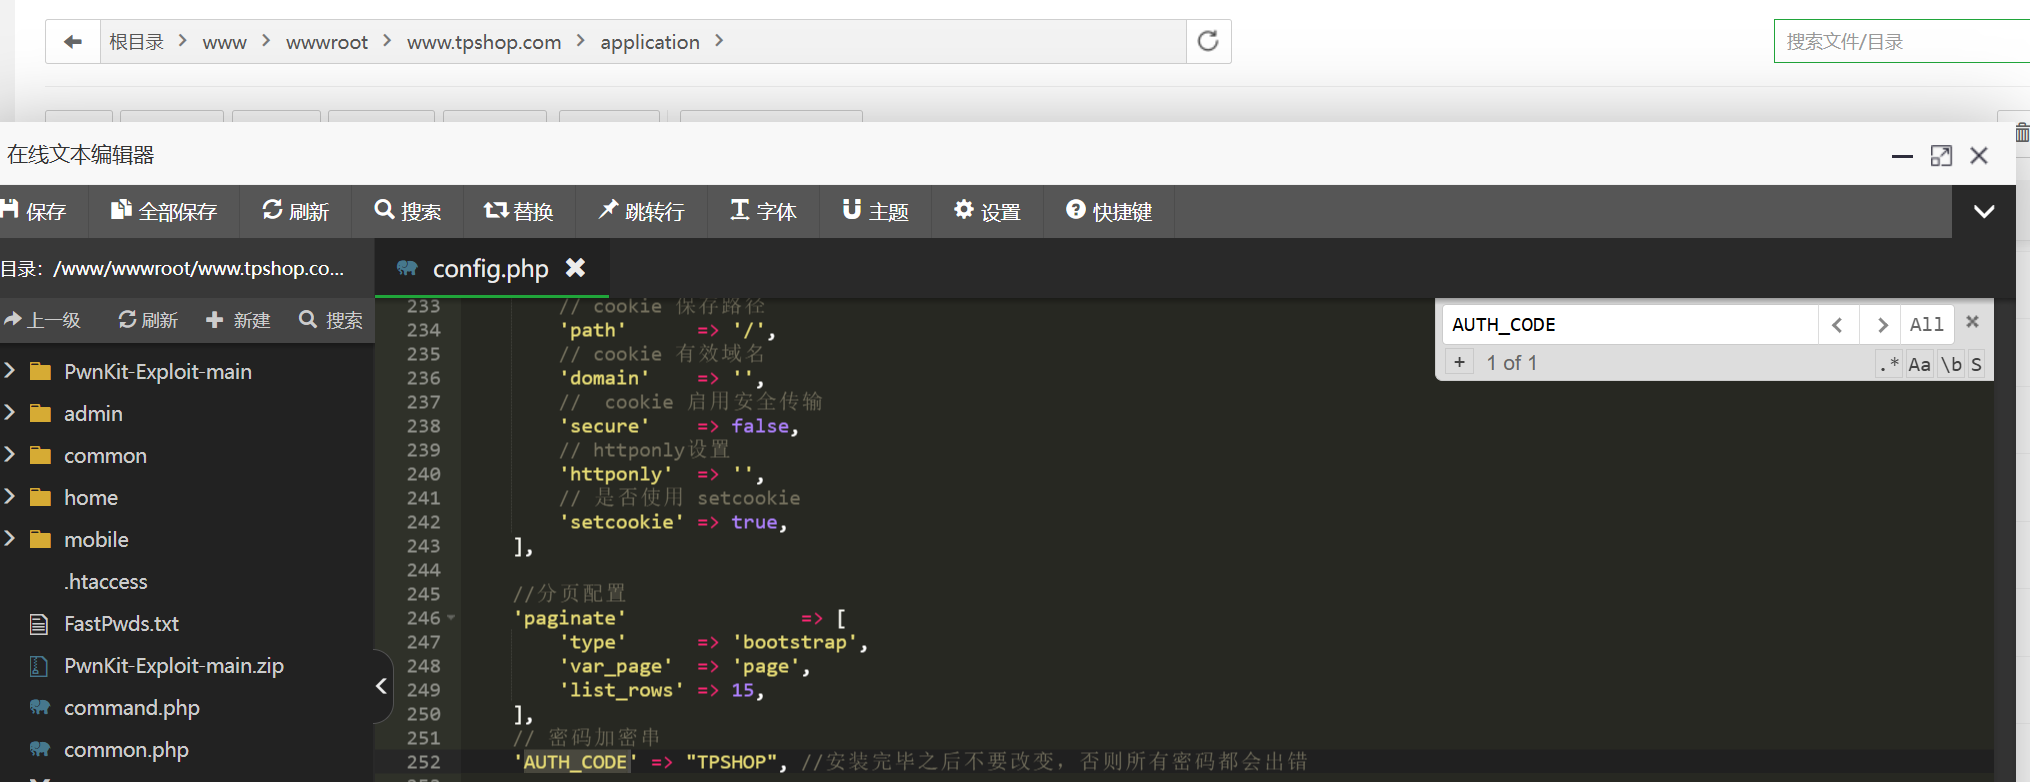 根目录 > www > wwwroot > www.tpshop.com > application >
搜索文件/目录
在线文本编辑器
保存 全部保存 刷新 搜索 替换 跳转行 字体 主题 设置 快捷键
目录：/www/wwwroot/www.tpshop.co...
config.php
上一级 刷新 新建 搜索
PwnKit-Exploit-main
admin
common
home
mobile
.htaccess
FastPwds.txt
PwnKit-Exploit-main.zip
command.php
common.php
233 // cookie 保存路径
234 'path' => '/',
235 // cookie 有效域名
236 'domain' => '',
237 //  cookie 启用安全传输
238 'secure' => false,
239 // httponly设置
240 'httponly' => '',
241 // 是否使用 setcookie
242 'setcookie' => true,
243 ],
244
245 //分页配置
246 'paginate' => [
247 'type' => 'bootstrap',
248 'var_page' => 'page',
249 'list_rows' => 15,
250 ],
251 // 密码加密串
252 'AUTH_CODE' => "TPSHOP", //安装完毕之后不要改变，否则所有密码都会出错
AUTH_CODE
All
+ 1 of 1 .* Aa \b S